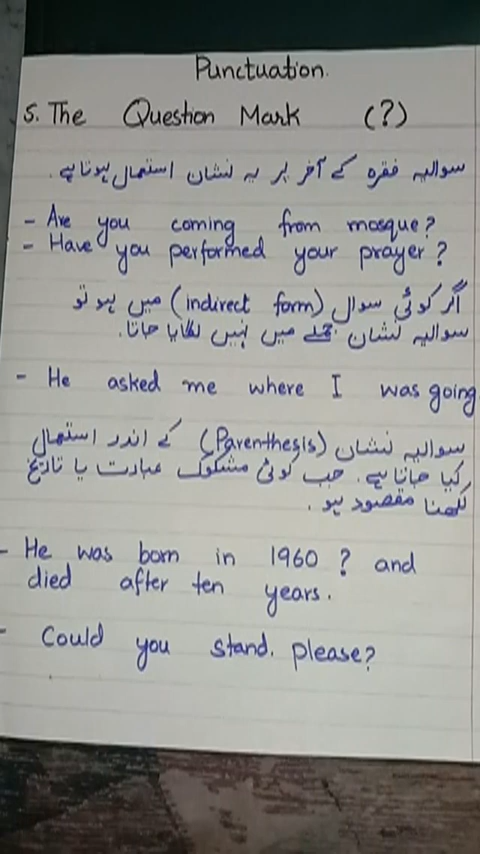 Punctuation.
5. The Question Mark (?)
سوالیہ فقرہ کے آخر پر یہ نشان استعمال ہوتا ہے۔
- Are you coming from mosque?
- Have you performed your prayer?
اگر کوئی سوال (indirect form) میں ہو تو
سوالیہ نشان جملے میں نہیں لگایا جاتا.
- He asked me where I was going
سوالیہ نشان (Parenthesis) کے اندر استعمال
کیا جاتا ہے. جب کوئی مشکوک عبارت یا تاریخ
لکھنا مقصود ہو.
- He was born in 1960 ? and
died after ten years.
- Could you stand. please?